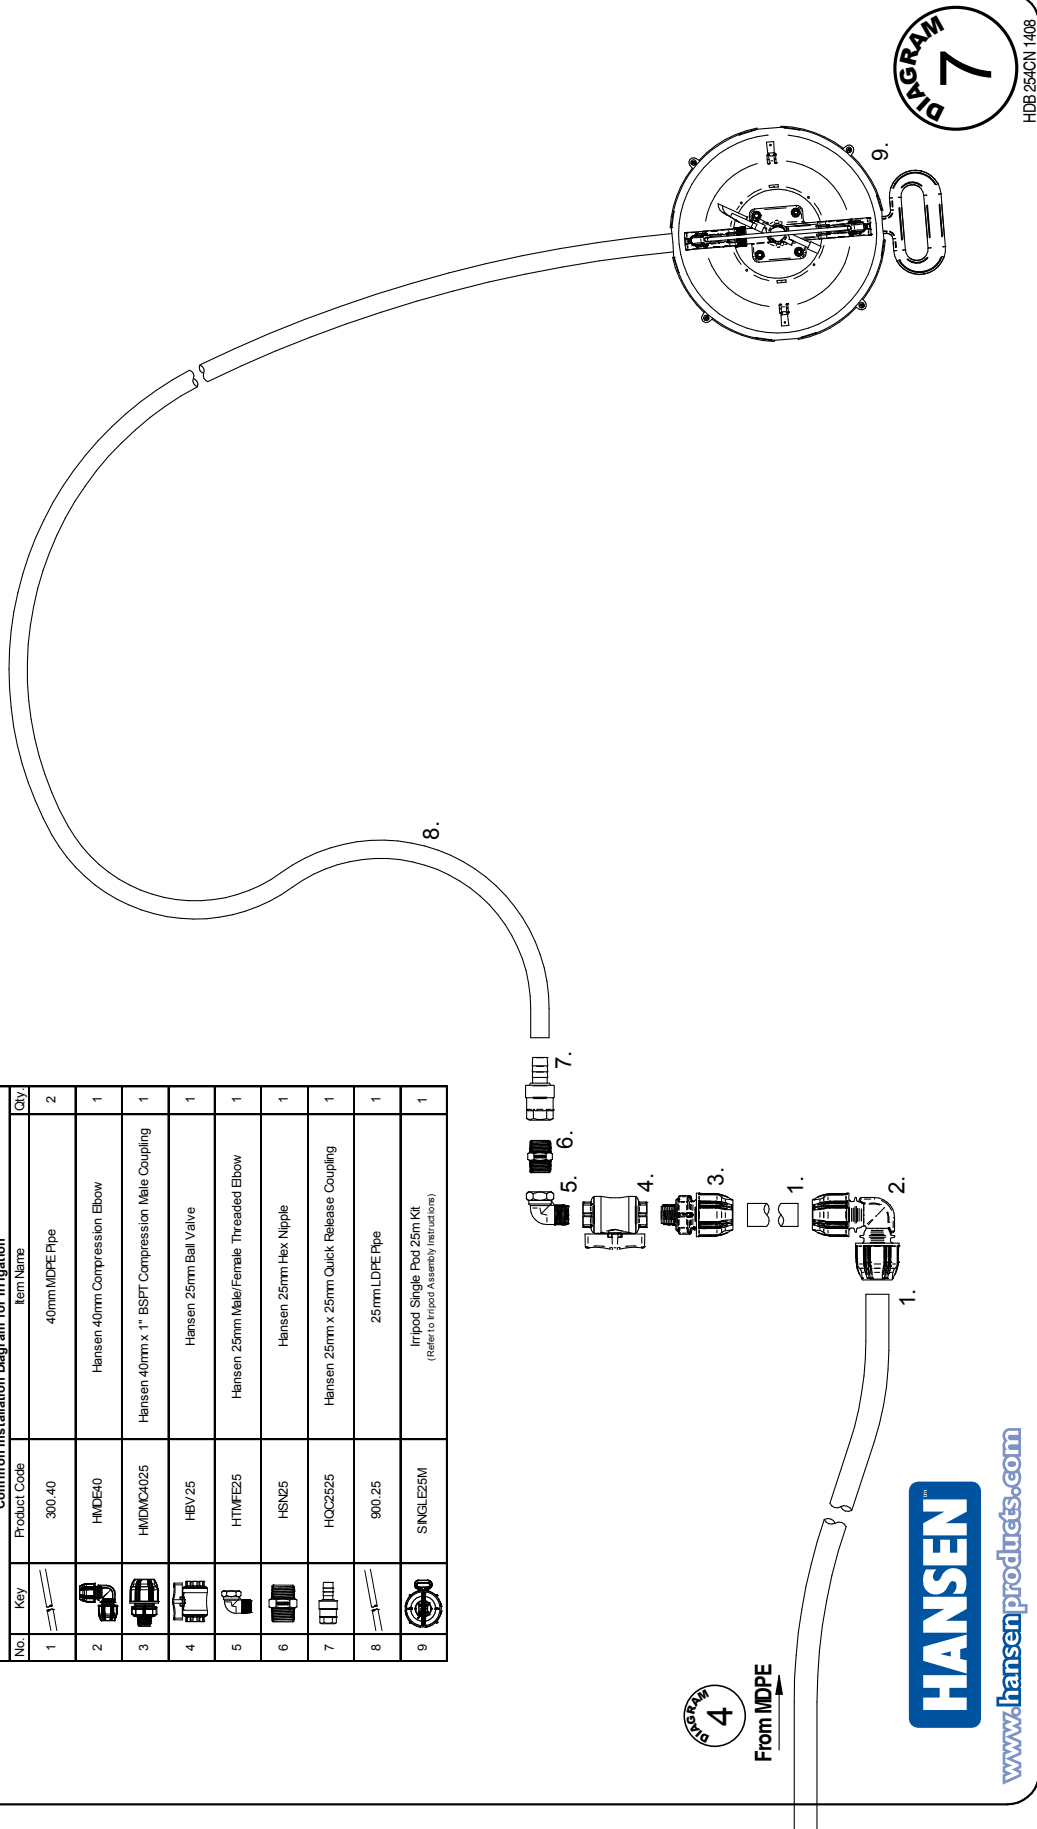 Installation Diagram for Irrigation
No. Key Product Code Item Name Qty.
1 300.40 40mm MDPE Pipe 2
2 HMDE40 Hansen 40mm Compression Elbow 1
3 HMDMC4025 Hansen 40mm x 1" BSPT Compression Male Coupling 1
4 HBV25 Hansen 25mm Ball Valve 1
5 HTMFE25 Hansen 25mm Male/Female Threaded Elbow 1
6 HSN25 Hansen 25mm Hex Nipple 1
7 HQC2525 Hansen 25mm x 25mm Quick Release Coupling 1
8 900.25 25mm LDPE Pipe 1
9 SINGLE25M Irripod Single Pod 25m Kit 1
(Refer to Irripod Assembly Instructions)
8.
7.
6.
5.
4.
3.
1.
2.
1.
9.
DIAGRAM
4
From MDPE
HANSEN
www.hansenproducts.com
DIAGRAM
7
HDB 254CN 1408